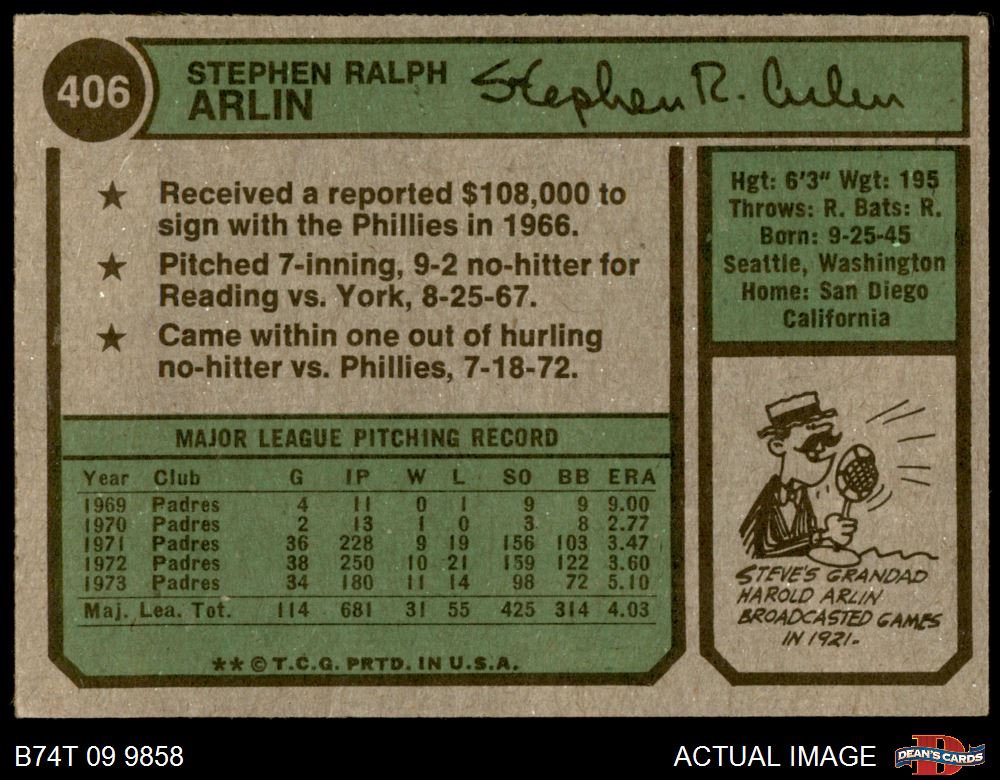 406
STEPHEN RALPH
ARLIN
Stephen R. Arlin
★ Received a reported $108,000 to
sign with the Phillies in 1966.
★ Pitched 7-inning, 9-2 no-hitter for
Reading vs. York, 8-25-67.
★ Came within one out of hurling
no-hitter vs. Phillies, 7-18-72.
Hgt: 6'3" Wgt: 195
Throws: R. Bats: R.
Born: 9-25-45
Seattle, Washington
Home: San Diego
California
MAJOR LEAGUE PITCHING RECORD
Year Club G IP W L SO BB ERA
1969 Padres 4 11 0 1 9 9 9.00
1970 Padres 2 13 1 0 3 8 2.77
1971 Padres 36 228 9 19 156 103 3.47
1972 Padres 38 250 10 21 159 122 3.60
1973 Padres 34 180 11 14 98 72 5.10
Maj. Lea. Tot. 114 681 31 55 425 314 4.03
**©T.C.G. PRTD. IN U.S.A.
STEVE'S GRANDAD
HAROLD ARLIN
BROADCASTED GAMES
IN 1921.
B74T 09 9858
ACTUAL IMAGE
D
DEAN'S CARDS